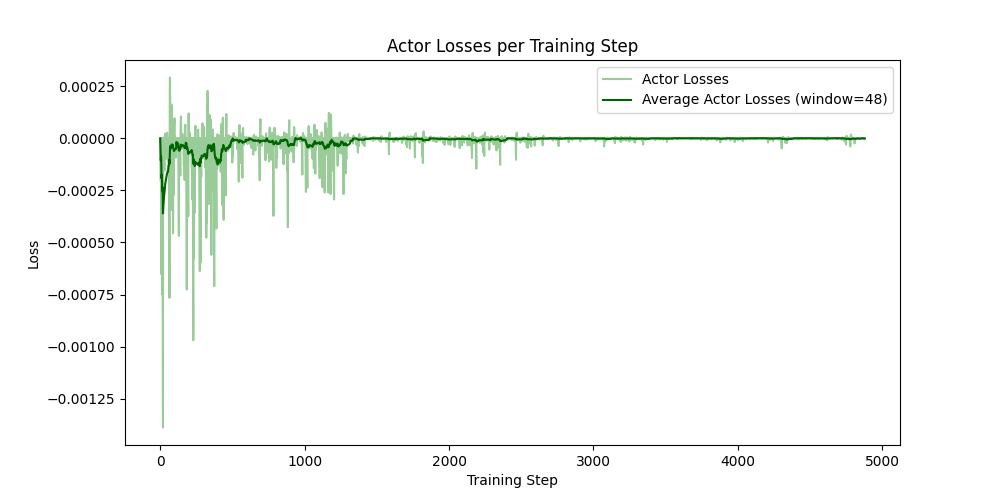 Actor Losses per Training Step
Actor Losses
Average Actor Losses (window=48)
0.00025
0.00000
−0.00025
−0.00050
−0.00075
−0.00100
−0.00125
Loss
0
1000
2000
3000
4000
5000
Training Step